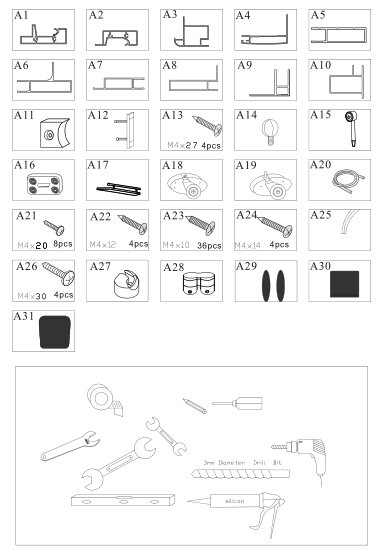 A1 A2 A3 A4 A5
A6 A7 A8 A9 A10
A11 A12 A13 A14 A15
M4×27 4pcs
A16 A17 A18 A19 A20
A21 A22 A23 A24 A25
M4×20 8pcs M4×12 4pcs M4×10 36pcs M4×14 4pcs
A26 A27 A28 A29 A30
M4×30 4pcs
A31
3mm Diameter Drill Bit
silicon